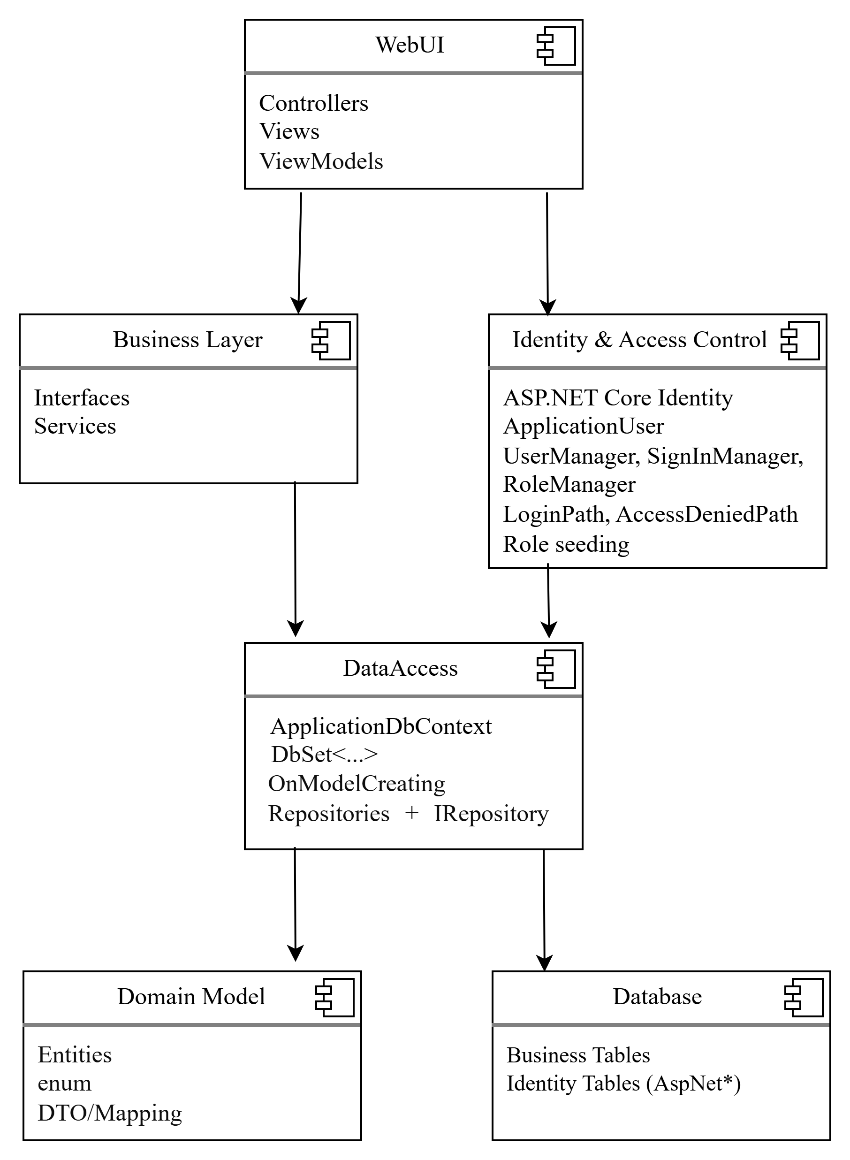 WebUI
Controllers
Views
ViewModels
Business Layer
Interfaces
Services
Identity & Access Control
ASP.NET Core Identity
ApplicationUser
UserManager, SignInManager,
RoleManager
LoginPath, AccessDeniedPath
Role seeding
DataAccess
ApplicationDbContext
DbSet<...>
OnModelCreating
Repositories + IRepository
Domain Model
Entities
enum
DTO/Mapping
Database
Business Tables
Identity Tables (AspNet*)